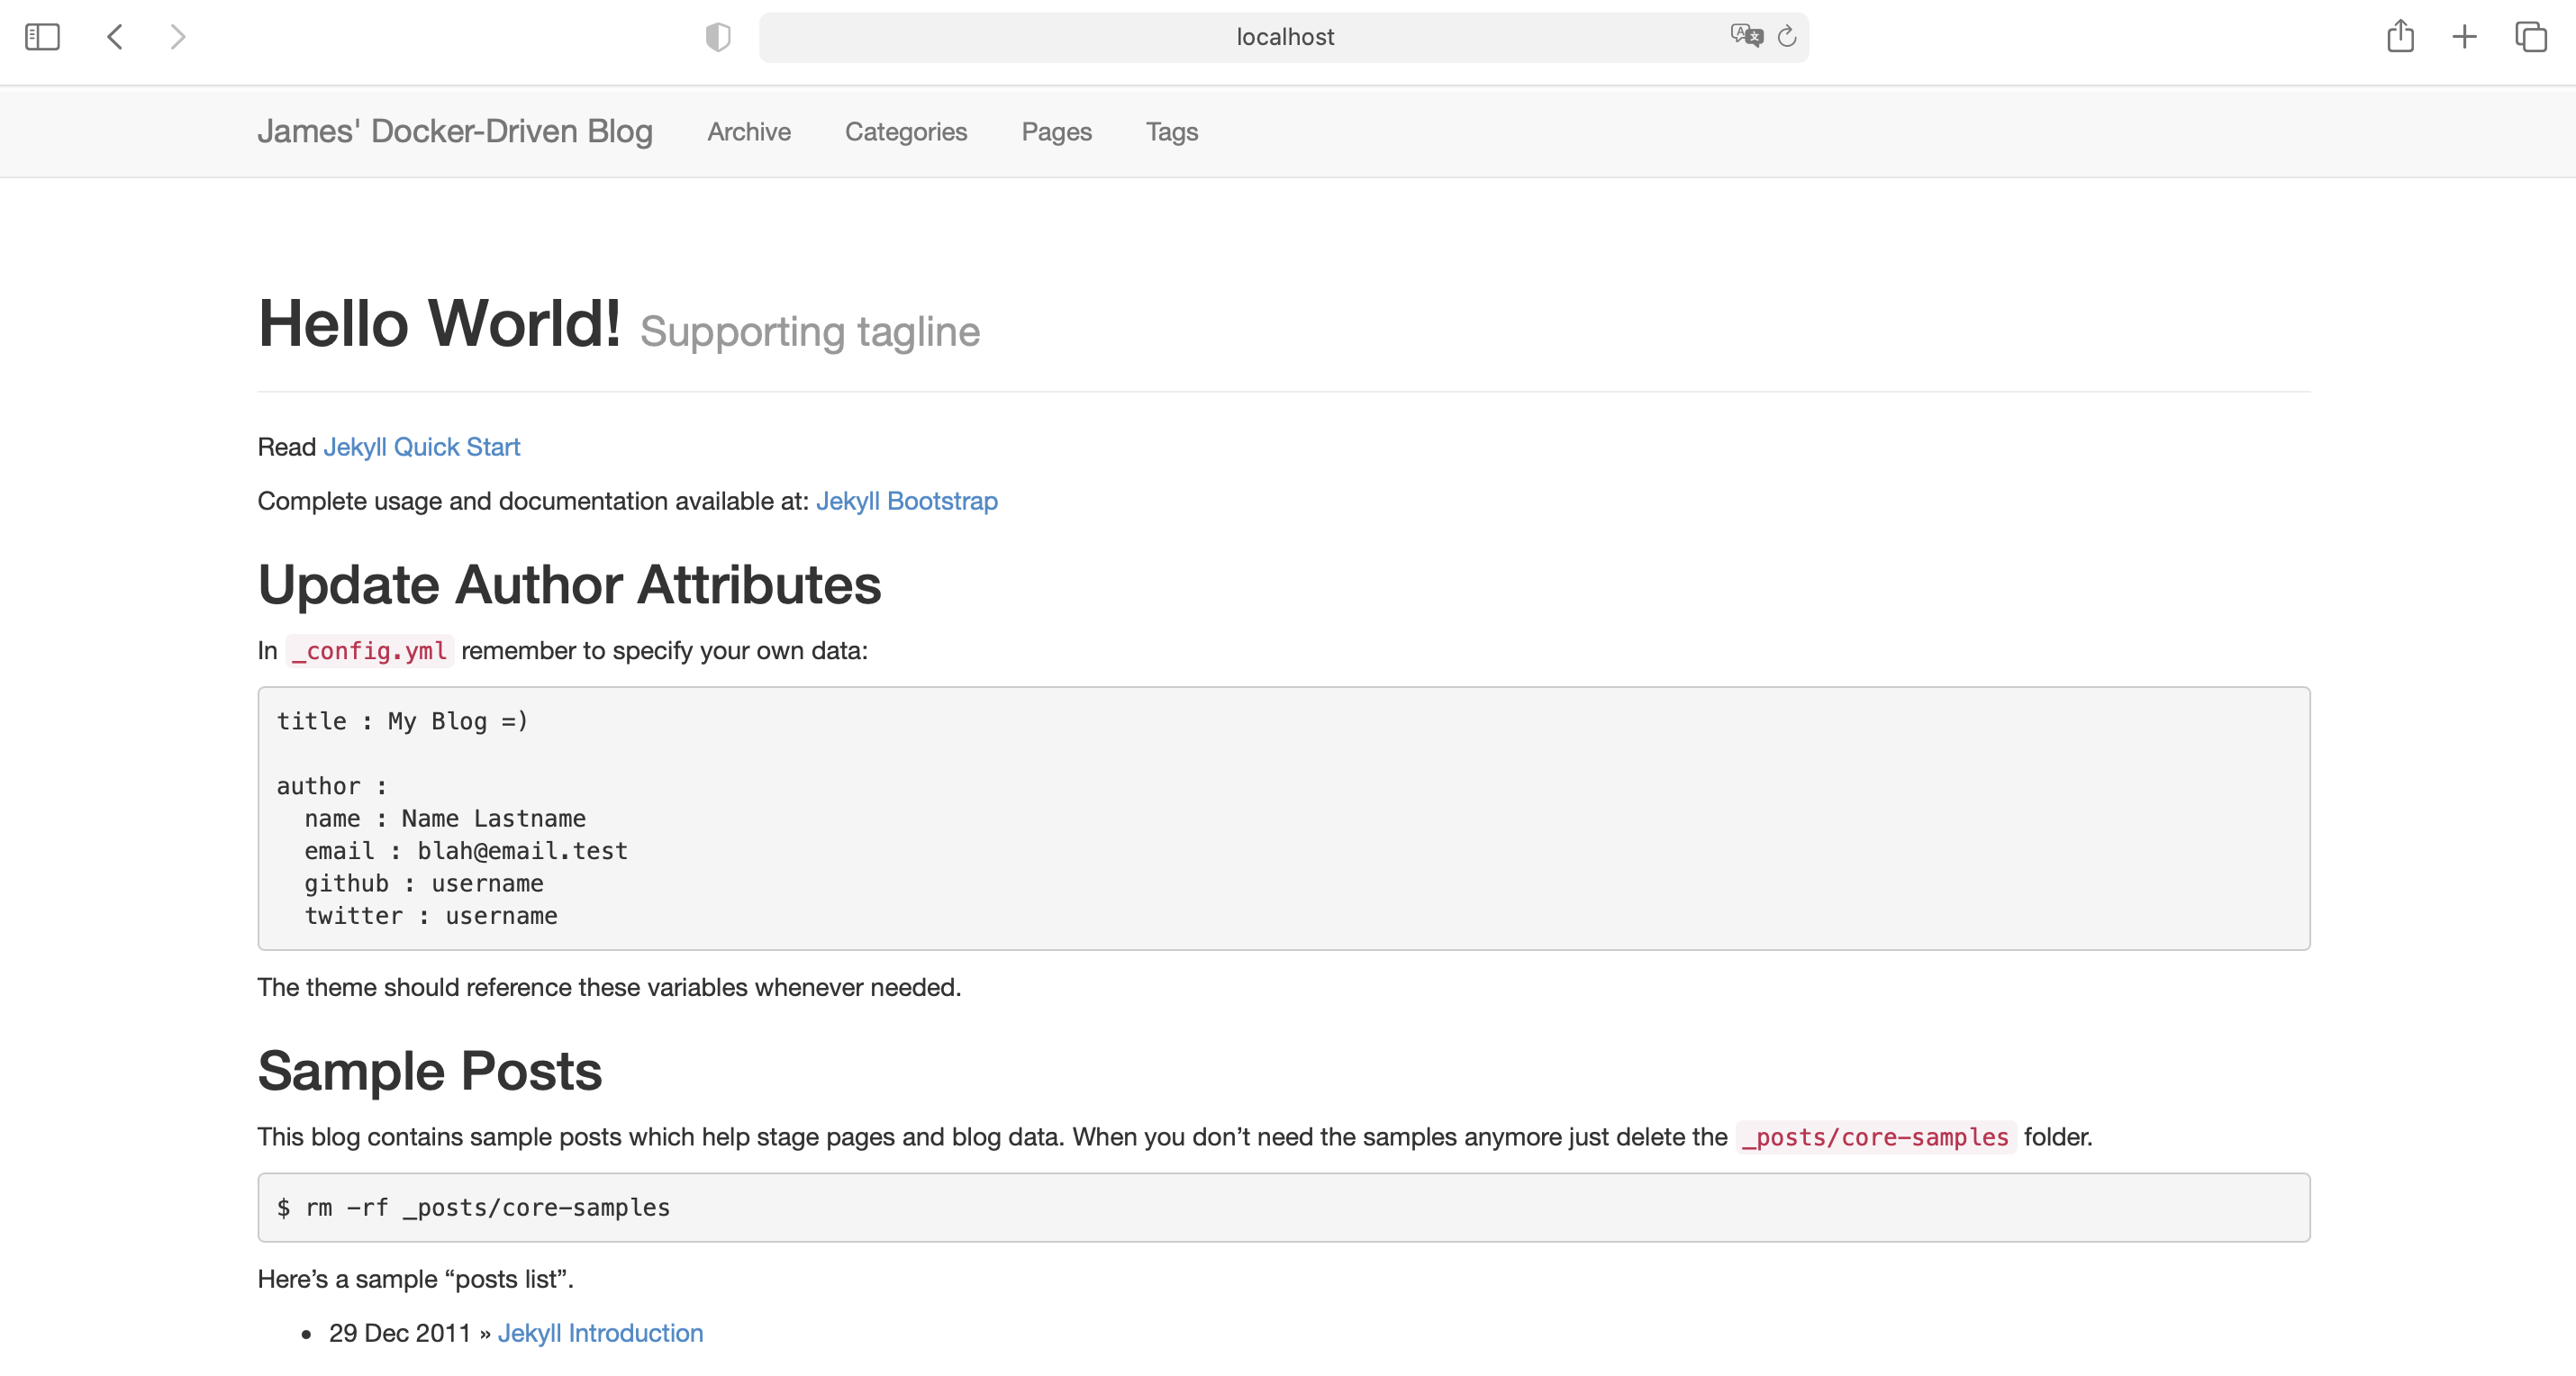 localhost
James' Docker-Driven Blog Archive Categories Pages Tags
Hello World! Supporting tagline
Read Jekyll Quick Start
Complete usage and documentation available at: Jekyll Bootstrap
Update Author Attributes
In _config.yml remember to specify your own data:
title : My Blog =)
author :
name : Name Lastname
email : blah@email.test
github : username
twitter : username
The theme should reference these variables whenever needed.
Sample Posts
This blog contains sample posts which help stage pages and blog data. When you don’t need the samples anymore just delete the _posts/core-samples folder.
$ rm -rf _posts/core-samples
Here’s a sample “posts list”.
• 29 Dec 2011 » Jekyll Introduction